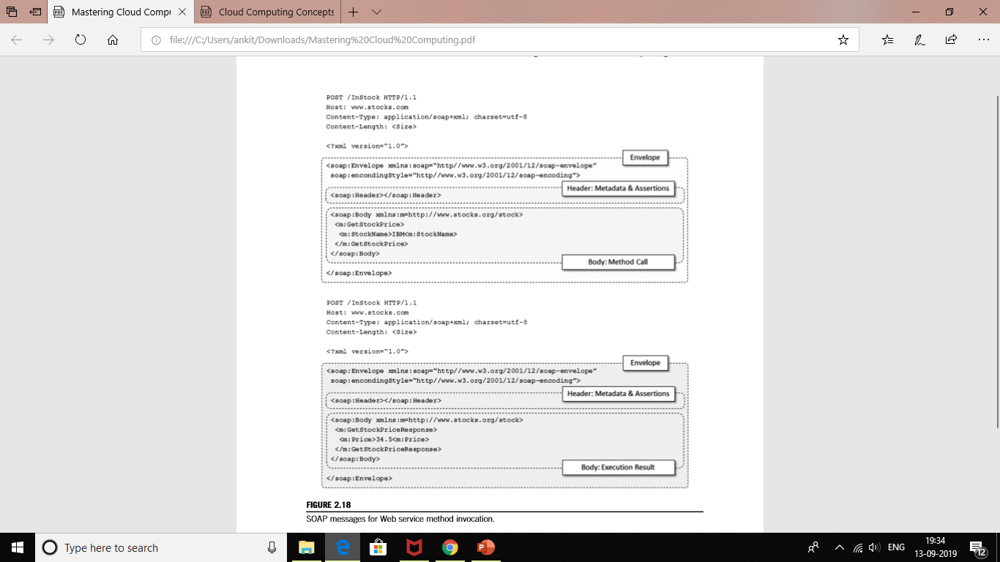 Mastering Cloud Comp
Cloud Computing Concepts
file:///C:/Users/ankit/Downloads/Mastering%20Cloud%20Computing.pdf
POST /InStock HTTP/1.1
Host: www.stocks.com
Content-Type: application/soap+xml; charset=utf-8
Content-Length: <Size>
<?xml version="1.0">
Envelope
<soap:Envelope xmlns:soap="http//www.w3.org/2001/12/soap-envelope"
soap:encondingStyle="http//www.w3.org/2001/12/soap-encoding">
Header: Metadata & Assertions
<soap:Header></soap:Header>
<soap:Body xmlns:m=http://www.stocks.org/stock>
<m:GetStockPrice>
<m:StockName>IBM<m:StockName>
</m:GetStockPrice>
</soap:Body>
Body: Method Call
</soap:Envelope>
POST /InStock HTTP/1.1
Host: www.stocks.com
Content-Type: application/soap+xml; charset=utf-8
Content-Length: <Size>
<?xml version="1.0">
Envelope
<soap:Envelope xmlns:soap="http//www.w3.org/2001/12/soap-envelope"
soap:encondingStyle="http//www.w3.org/2001/12/soap-encoding">
Header: Metadata & Assertions
<soap:Header></soap:Header>
<soap:Body xmlns:m=http://www.stocks.org/stock>
<m:GetStockPriceResponse>
<m:Price>34.5<m:Price>
</m:GetStockPriceResponse>
</soap:Body>
Body: Execution Result
</soap:Envelope>
FIGURE 2.18
SOAP messages for Web service method invocation.
Type here to search
ENG
19:34
13-09-2019
12